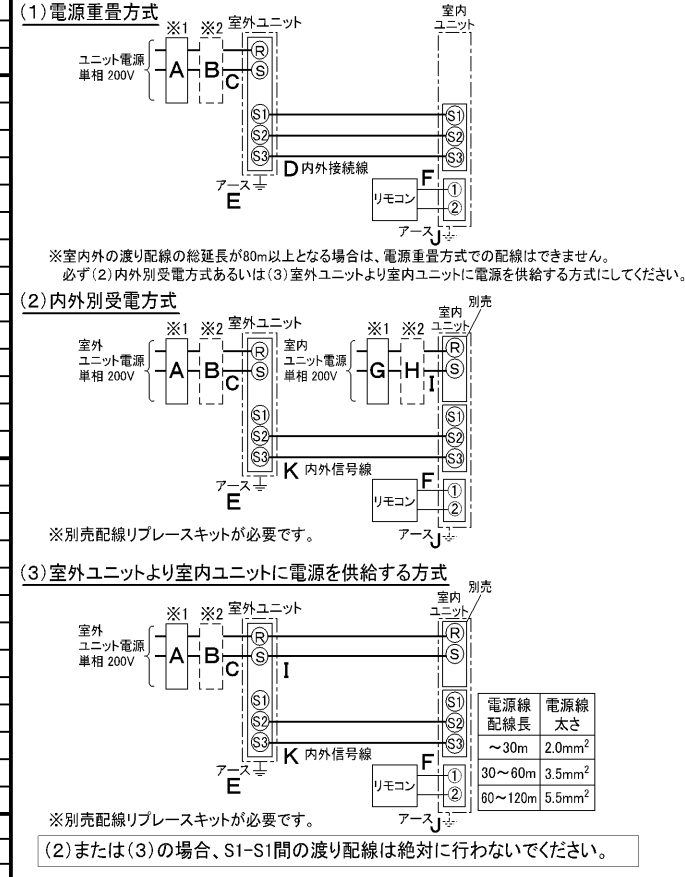 (1)電源重畳方式
※1 ※2 室外ユニット
室内
ユニット
ユニット電源
単相200V
A B C
R
S
S1 S1
S2 S2
S3 S3
D 内外接続線
アース
E
リモコン
F
①
②
アース J
※室内外の渡り配線の総延長が80m以上となる場合は、電源重畳方式での配線はできません。
必ず(2)内外別受電方式あるいは(3)室外ユニットより室内ユニットに電源を供給する方式にしてください。
(2)内外別受電方式
※1 ※2 室外ユニット
※1 ※2
室内
ユニット
別売
室外
ユニット電源
単相200V
A B C
R
S
室内
ユニット電源
単相200V
G H I
R
S
S1 S1
S2 S2
S3 S3
K 内外信号線
アース
E
リモコン
F
①
②
アース J
※別売配線リプレースキットが必要です。
(3)室外ユニットより室内ユニットに電源を供給する方式
※1 ※2 室外ユニット
室内
ユニット
別売
室外
ユニット電源
単相200V
A B C
R R
S S
I
S1 S1
S2 S2
S3 S3
K 内外信号線
アース
E
リモコン
F
①
②
アース J
電源線 電源線
配線長 太さ
~30m 2.0mm²
30~60m 3.5mm²
60~120m 5.5mm²
※別売配線リプレースキットが必要です。
(2)または(3)の場合、S1-S1間の渡り配線は絶対に行わないでください。